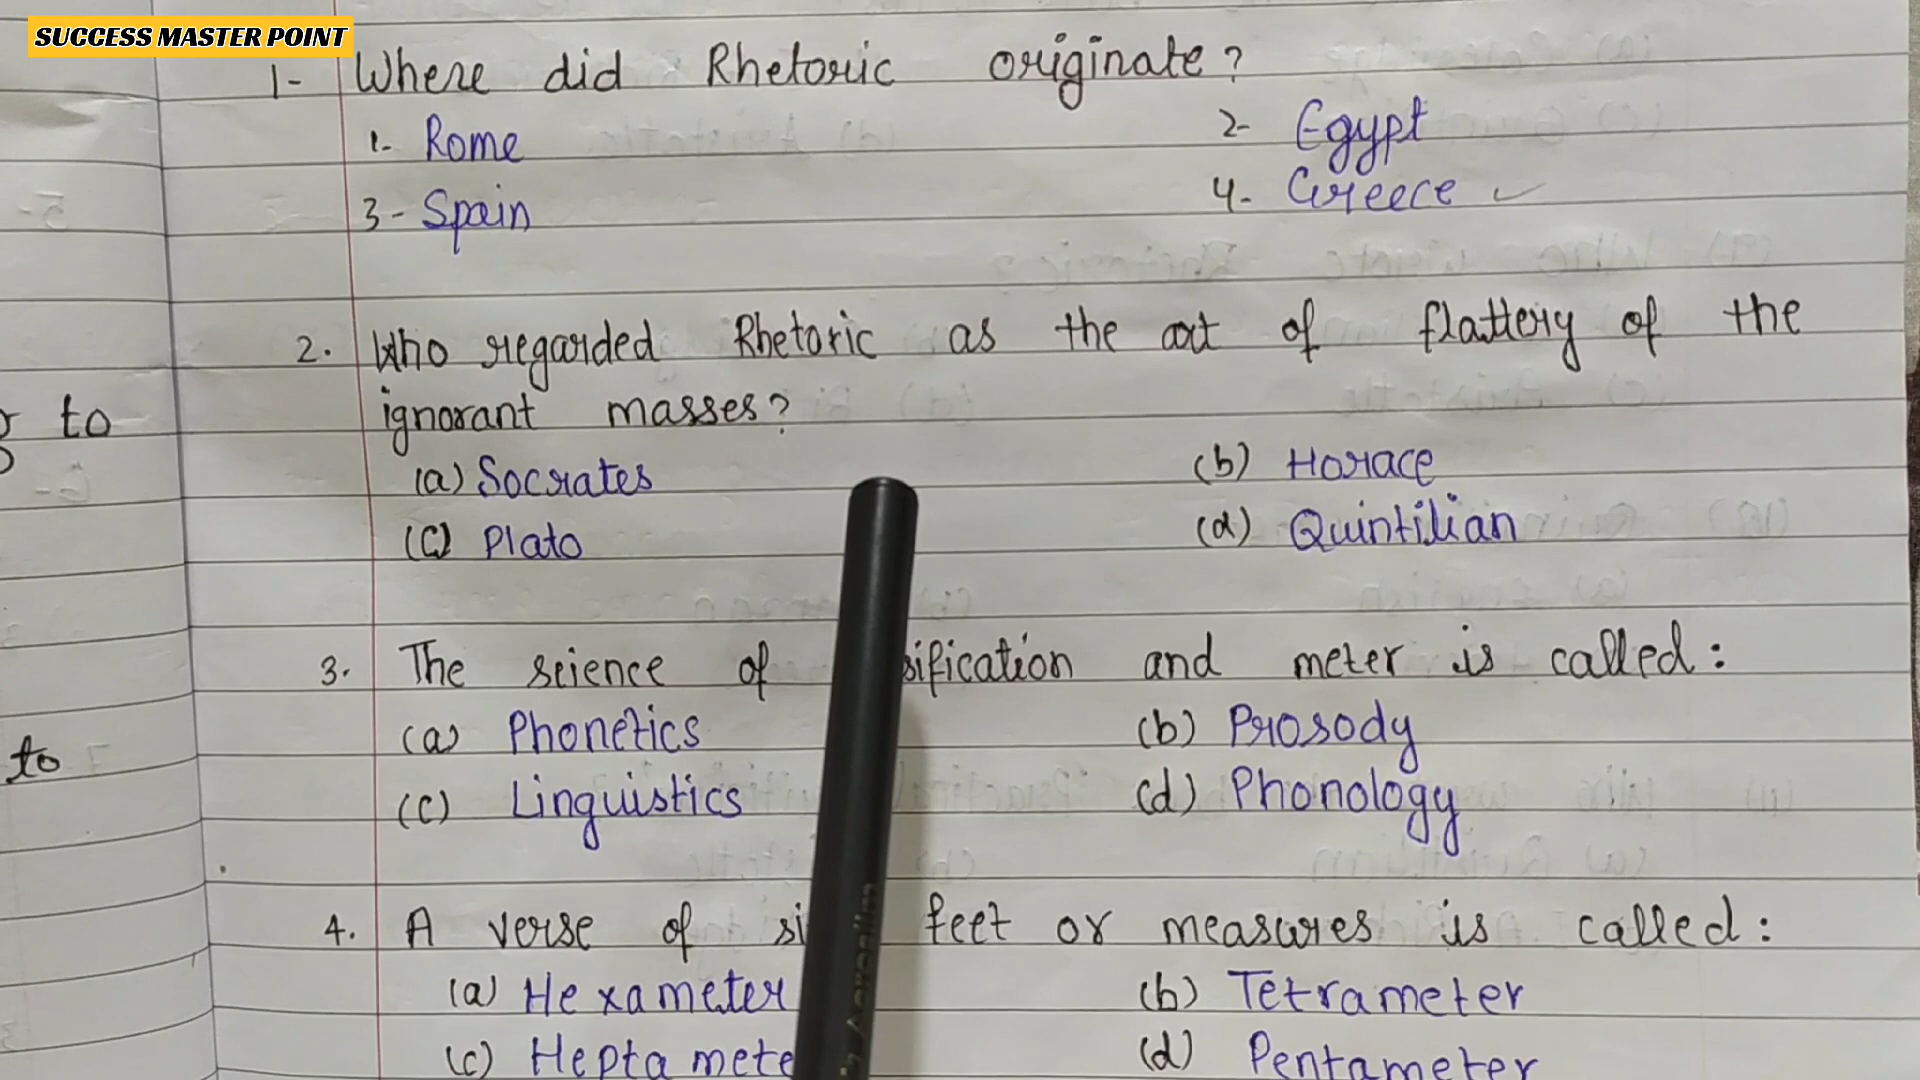 SUCCESS MASTER POINT
1- Where did Rhetoric originate?
1- Rome 2- Egypt
3- Spain 4- Greece
2. Who regarded Rhetoric as the art of flattery of the
ignorant masses?
(a) Socrates (b) Horace
(c) Plato (d) Quintilian
to
3. The science of sification and meter is called:
(a) Phonetics (b) Prosody
(c) Linguistics (d) Phonology
to
4. A verse of si feet or measures is called:
(a) Hexameter (b) Tetrameter
(c) Heptamete (d) Pentameter